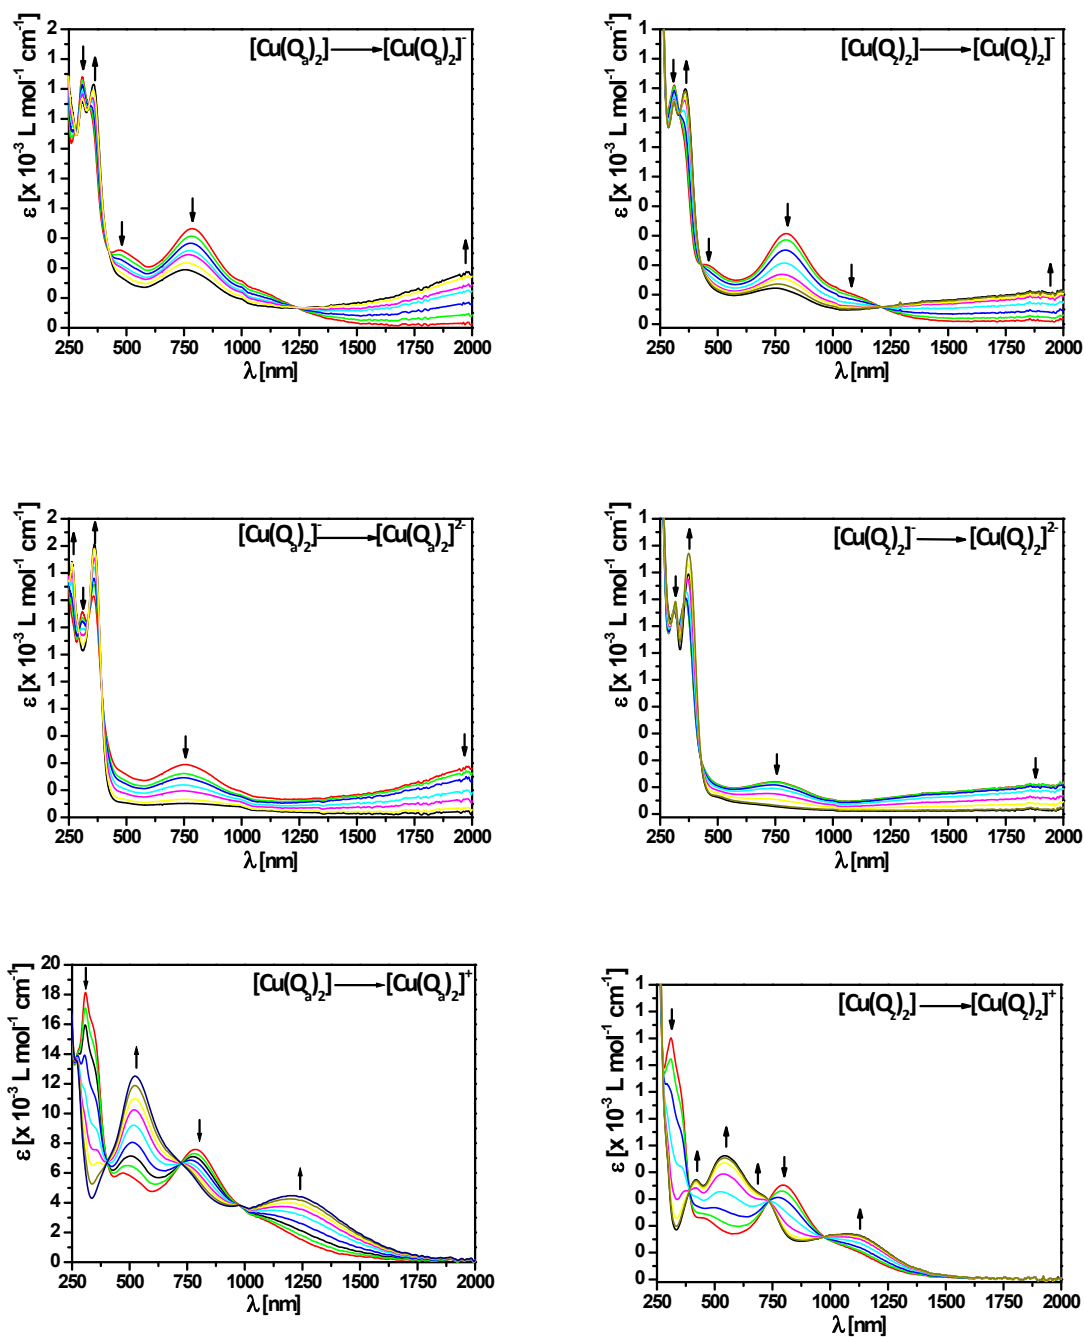 [Cu(Qa)2] [Cu(Qa)2]-
ε [x 10-3 L mol-1 cm-1]
2
1
1
1
1
1
1
0
0
0
0
250 500 750 1000 1250 1500 1750 2000
λ [nm]
[Cu(Qz)2] [Cu(Qz)2]-
ε [x 10-3 L mol-1 cm-1]
1
1
1
1
1
1
1
0
0
0
0
250 500 750 1000 1250 1500 1750 2000
λ [nm]
[Cu(Qa)2]- [Cu(Qa)2]2-
ε [x 10-3 L mol-1 cm-1]
2
2
1
1
1
1
1
0
0
0
0
0
250 500 750 1000 1250 1500 1750 2000
λ [nm]
[Cu(Qz)2]- [Cu(Qz)2]2-
ε [x 10-3 L mol-1 cm-1]
1
1
1
1
1
1
0
0
0
0
0
250 500 750 1000 1250 1500 1750 2000
λ [nm]
[Cu(Qa)2] [Cu(Qa)2]+
ε [x 10-3 L mol-1 cm-1]
20
18
16
14
12
10
8
6
4
2
0
250 500 750 1000 1250 1500 1750 2000
λ [nm]
[Cu(Qz)2] [Cu(Qz)2]+
ε [x 10-3 L mol-1 cm-1]
1
1
1
1
1
1
0
0
0
0
0
0
250 500 750 1000 1250 1500 1750 2000
λ [nm]